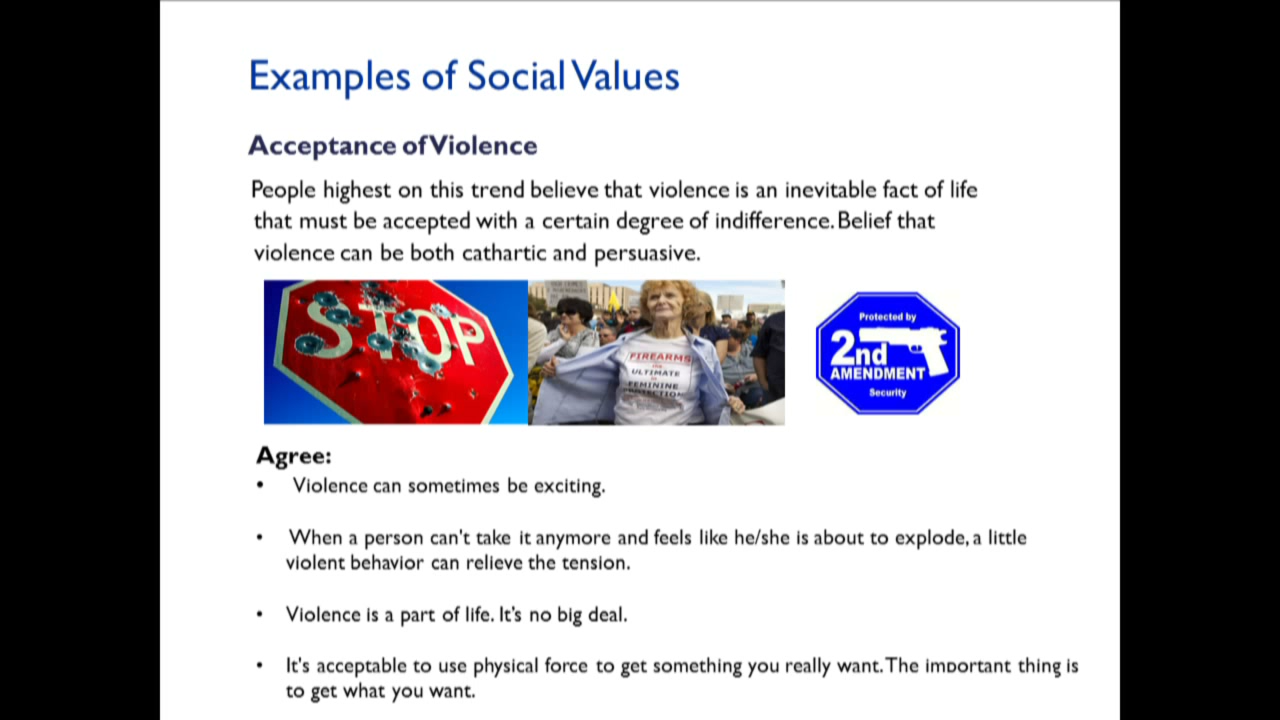 Examples of Social Values
Acceptance of Violence
People highest on this trend believe that violence is an inevitable fact of life
that must be accepted with a certain degree of indifference. Belief that
violence can be both cathartic and persuasive.
STOP
FIREARMS
ULTIMATE
FEMININE
PROTECTION
Protected by
2nd
AMENDMENT
Security
Agree:
• Violence can sometimes be exciting.
• When a person can't take it anymore and feels like he/she is about to explode, a little
violent behavior can relieve the tension.
• Violence is a part of life. It's no big deal.
• It's acceptable to use physical force to get something you really want. The important thing is
to get what you want.